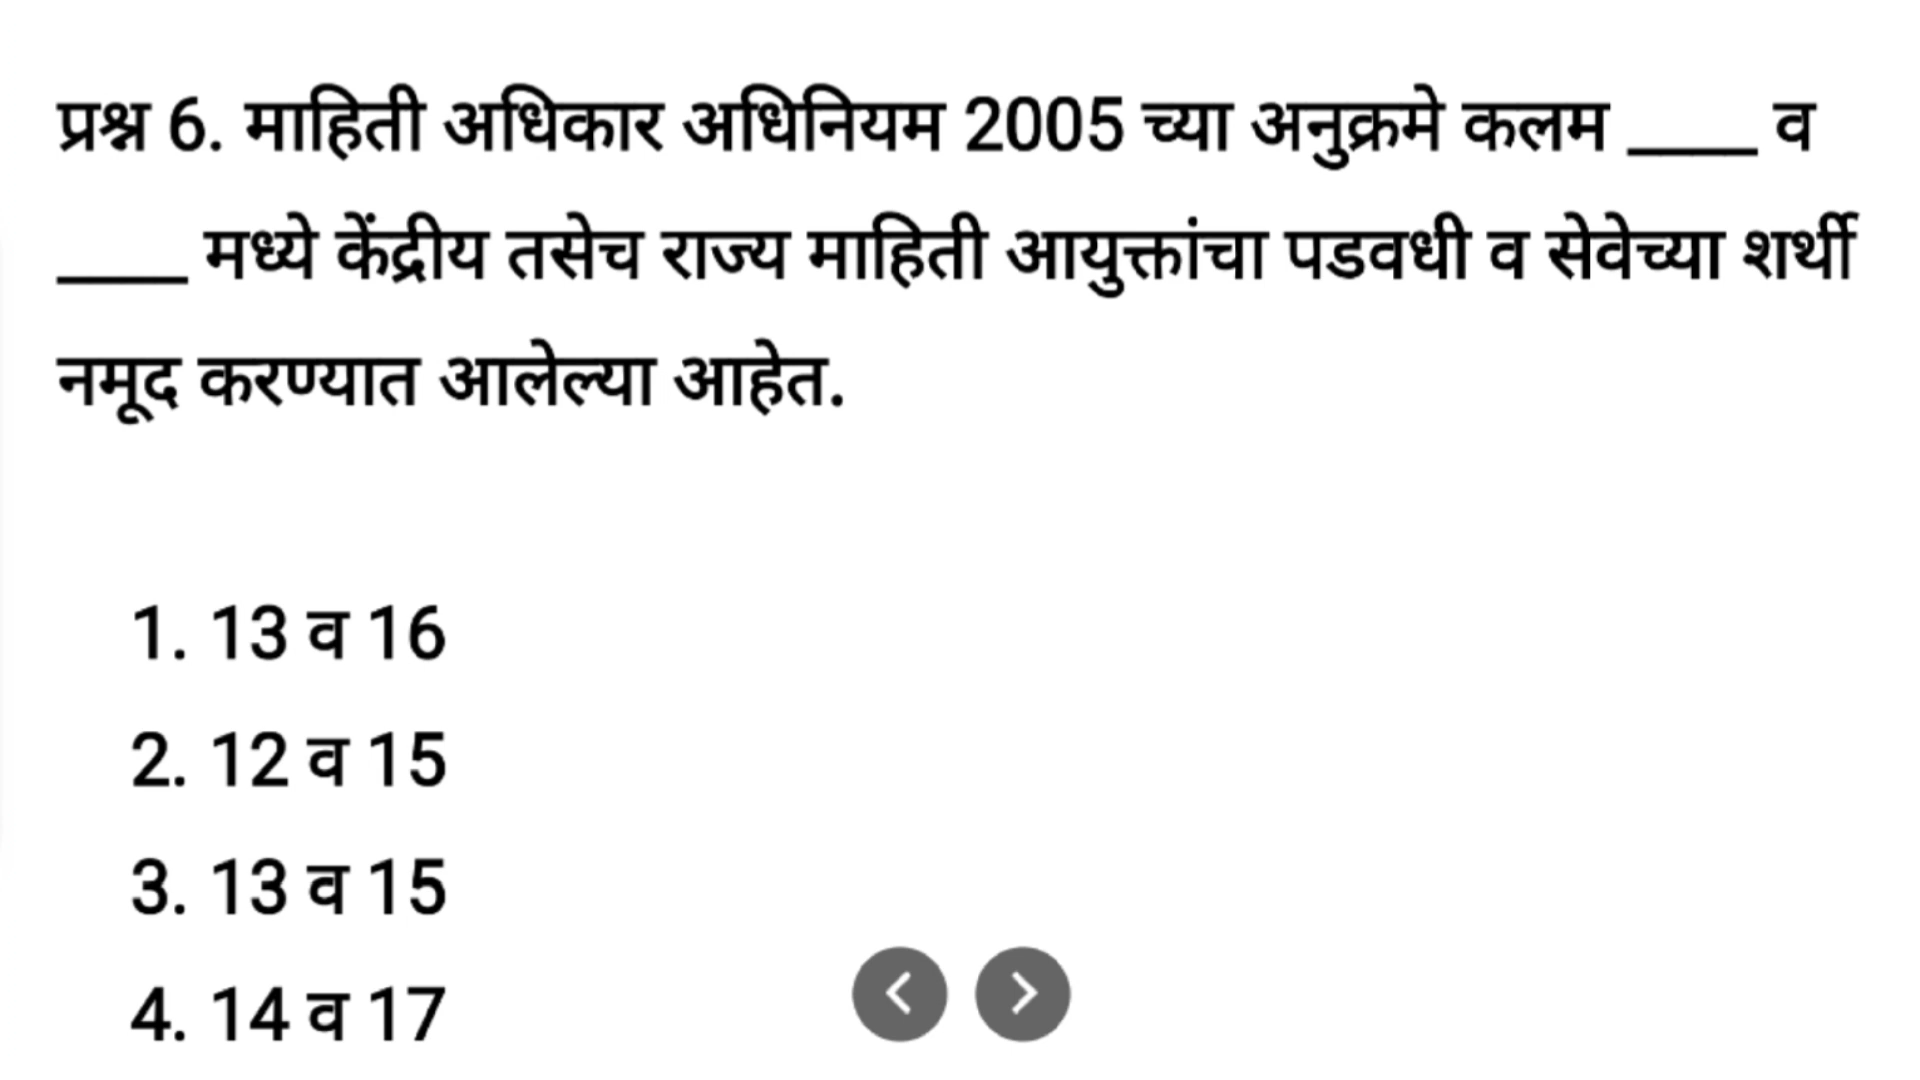 प्रश्न 6. माहिती अधिकार अधिनियम 2005 च्या अनुक्रमे कलम ____ व
____ मध्ये केंद्रीय तसेच राज्य माहिती आयुक्तांचा पडवधी व सेवेच्या शर्थी
नमूद करण्यात आलेल्या आहेत.
1. 13 व 16
2. 12 व 15
3. 13 व 15
4. 14 व 17